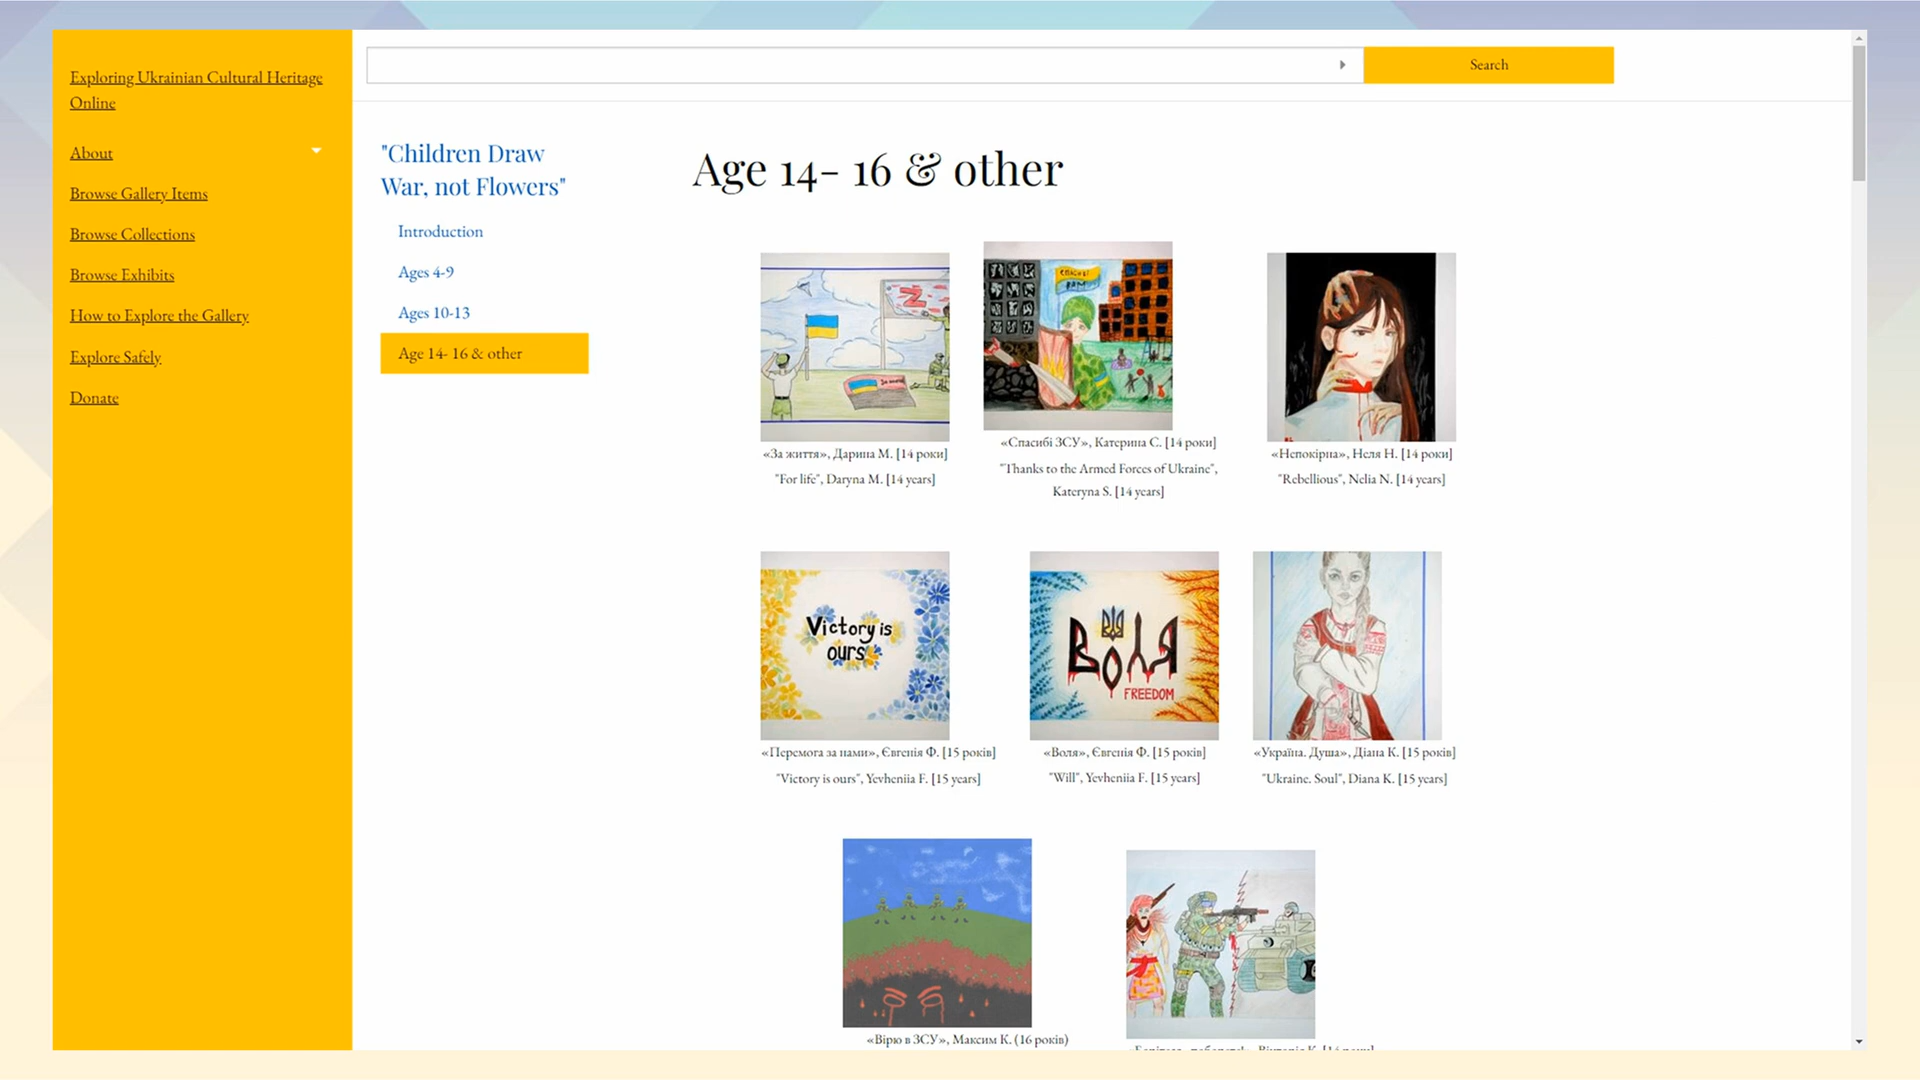 Exploring Ukrainian Cultural Heritage
Online
About
Browse Gallery Items
Browse Collections
Browse Exhibits
How to Explore the Gallery
Explore Safely
Donate
Search
"Children Draw
War, not Flowers"
Introduction
Ages 4-9
Ages 10-13
Age 14- 16 & other
Age 14- 16 & other
Z
СПАСИБІ
ВАМ
«За життя», Дарина М. [14 роки]
"For life", Daryna M. [14 years]
«Спасибі ЗСУ», Катерина С. [14 роки]
"Thanks to the Armed Forces of Ukraine",
Kateryna S. [14 years]
«Непокірна», Неля Н. [14 роки]
"Rebellious", Nelia N. [14 years]
Victory is
ours
ВОЛЯ
FREEDOM
«Перемога за нами», Євгенія Ф. [15 років]
"Victory is ours", Yevheniia F. [15 years]
«Воля», Євгенія Ф. [15 років]
"Will", Yevheniia F. [15 years]
«Україна. Душа», Діана К. [15 років]
"Ukraine. Soul", Diana K. [15 years]
«Вірю в ЗСУ», Максим К. (16 років)